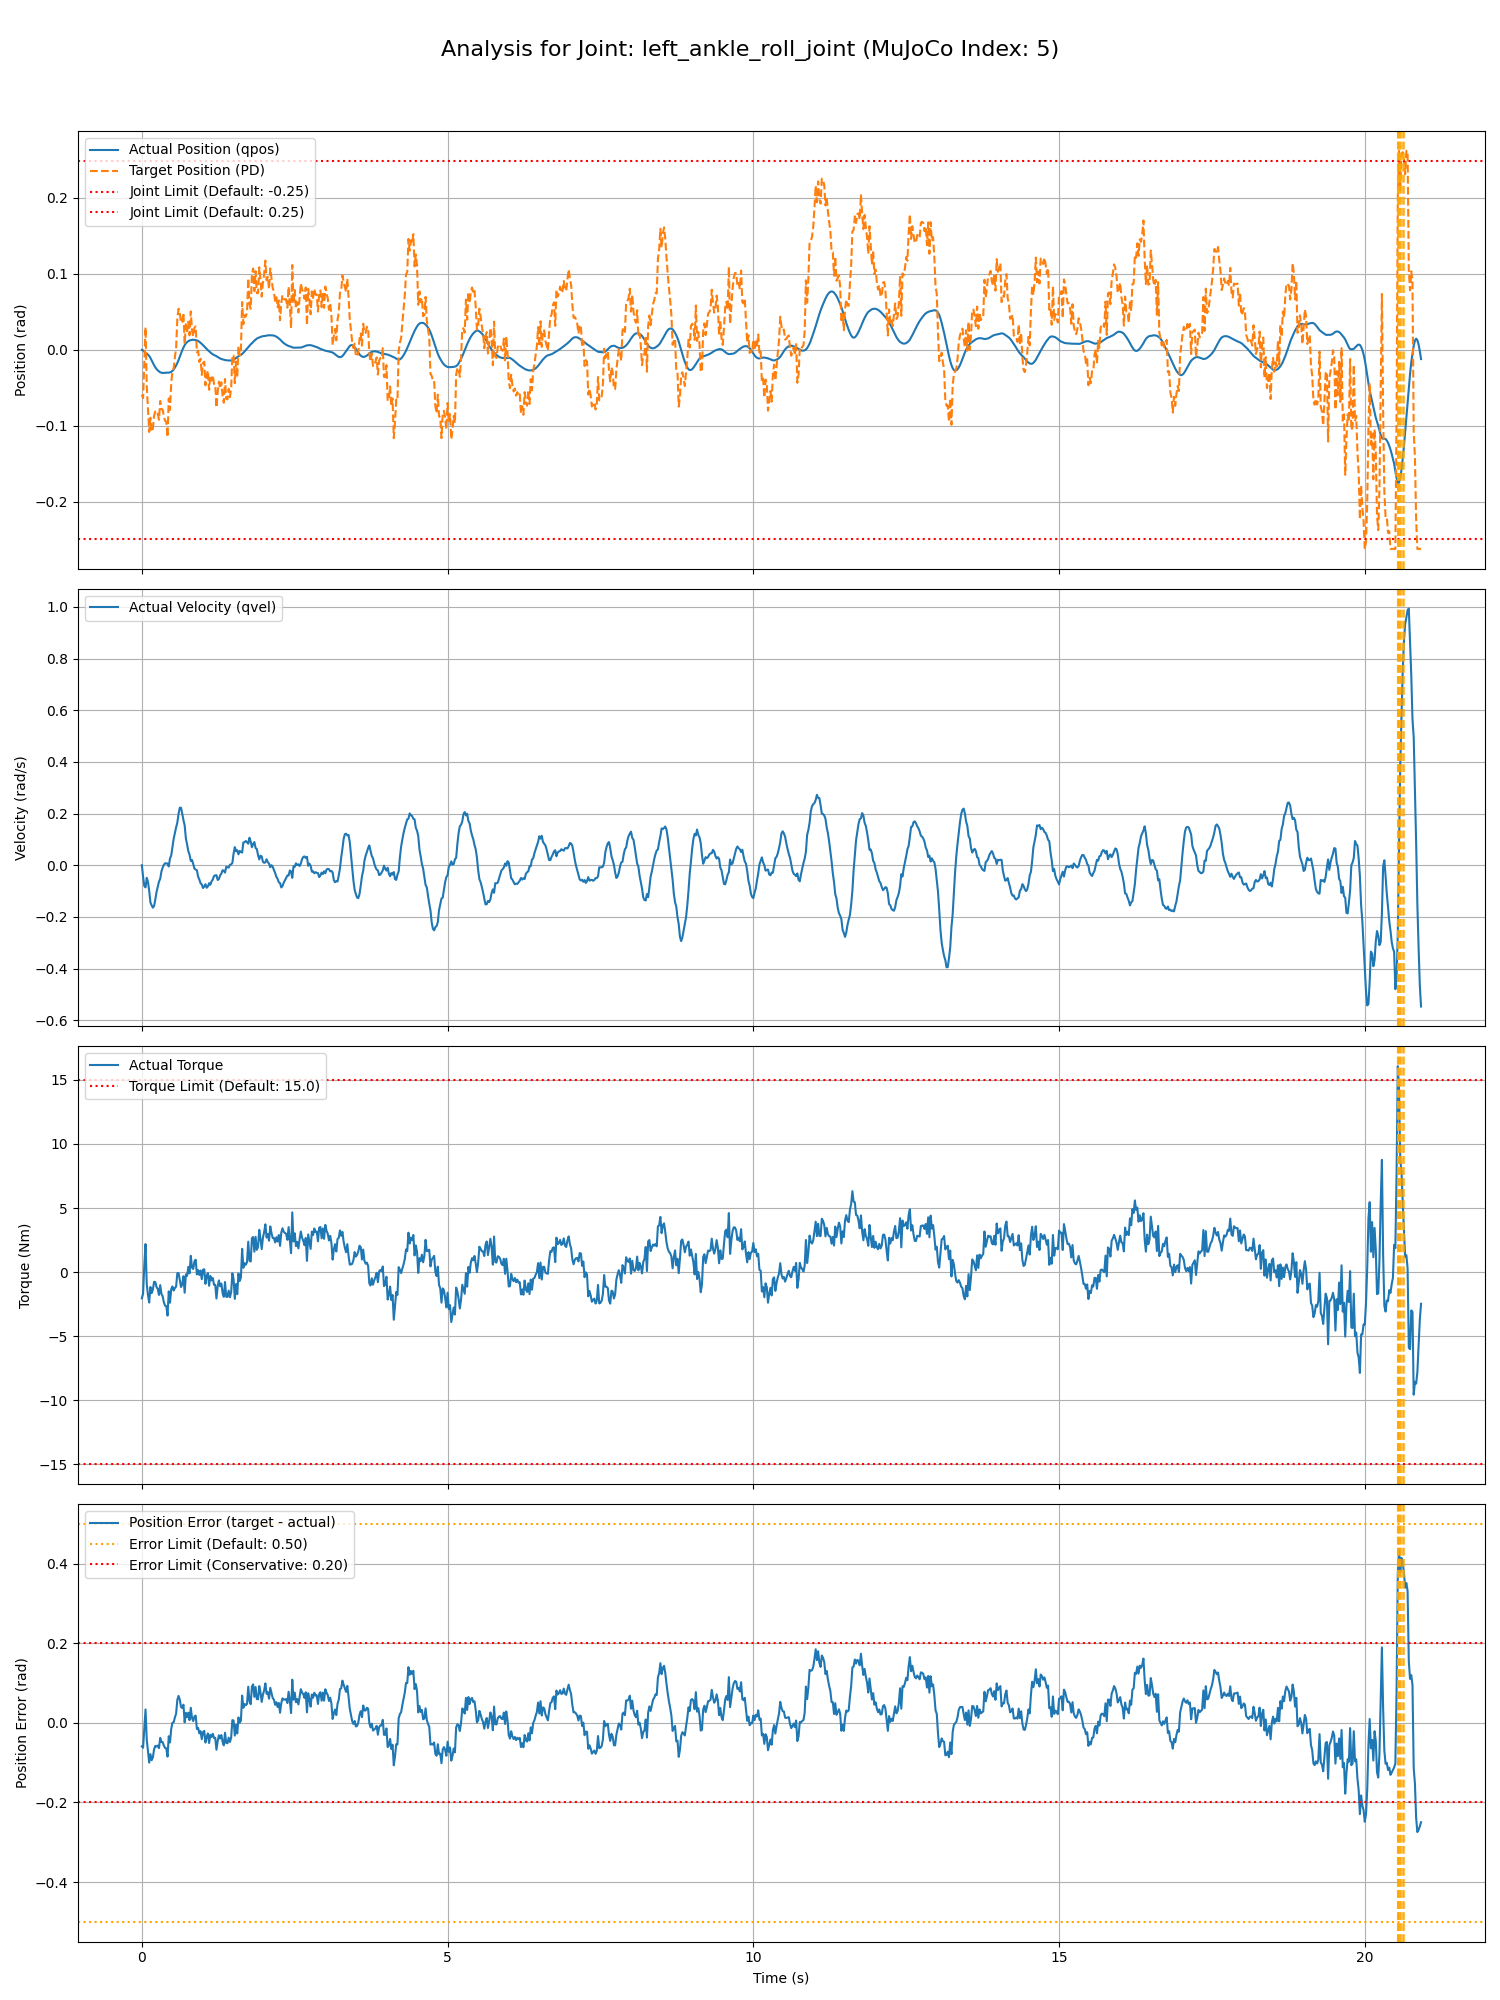 Analysis for Joint: left_ankle_roll_joint (MuJoCo Index: 5)
Actual Position (qpos)
Target Position (PD)
Joint Limit (Default: -0.25)
Joint Limit (Default: 0.25)
Position (rad)
0.2
0.1
0.0
−0.1
−0.2
Actual Velocity (qvel)
Velocity (rad/s)
1.0
0.8
0.6
0.4
0.2
0.0
−0.2
−0.4
−0.6
Actual Torque
Torque Limit (Default: 15.0)
Torque (Nm)
15
10
5
0
−5
−10
−15
Position Error (target - actual)
Error Limit (Default: 0.50)
Error Limit (Conservative: 0.20)
Position Error (rad)
0.4
0.2
0.0
−0.2
−0.4
0 5 10 15 20
Time (s)